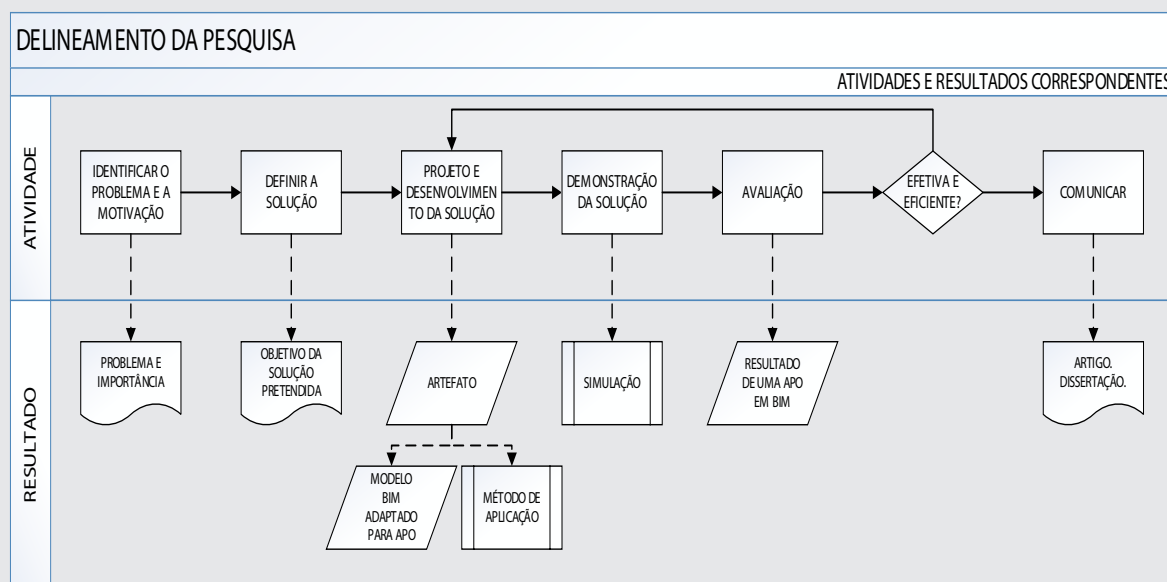 DELINEAMENTO DA PESQUISA
ATIVIDADES E RESULTADOS CORRESPONDENTES
ATIVIDADE
IDENTIFICAR O
PROBLEMA E A
MOTIVAÇÃO
DEFINIR A
SOLUÇÃO
PROJETO E
DESENVOLVIMEN
TO DA SOLUÇÃO
DEMONSTRAÇÃO
DA SOLUÇÃO
AVALIAÇÃO
EFETIVA E
EFICIENTE?
COMUNICAR
RESULTADO
PROBLEMA E
IMPORTÂNCIA
OBJETIVO DA
SOLUÇÃO
PRETENDIDA
ARTEFATO
SIMULAÇÃO
RESULTADO
DE UMA APO
EM BIM
ARTIGO.
DISSERTAÇÃO.
MODELO
BIM
ADAPTADO
PARA APO
MÉTODO DE
APLICAÇÃO